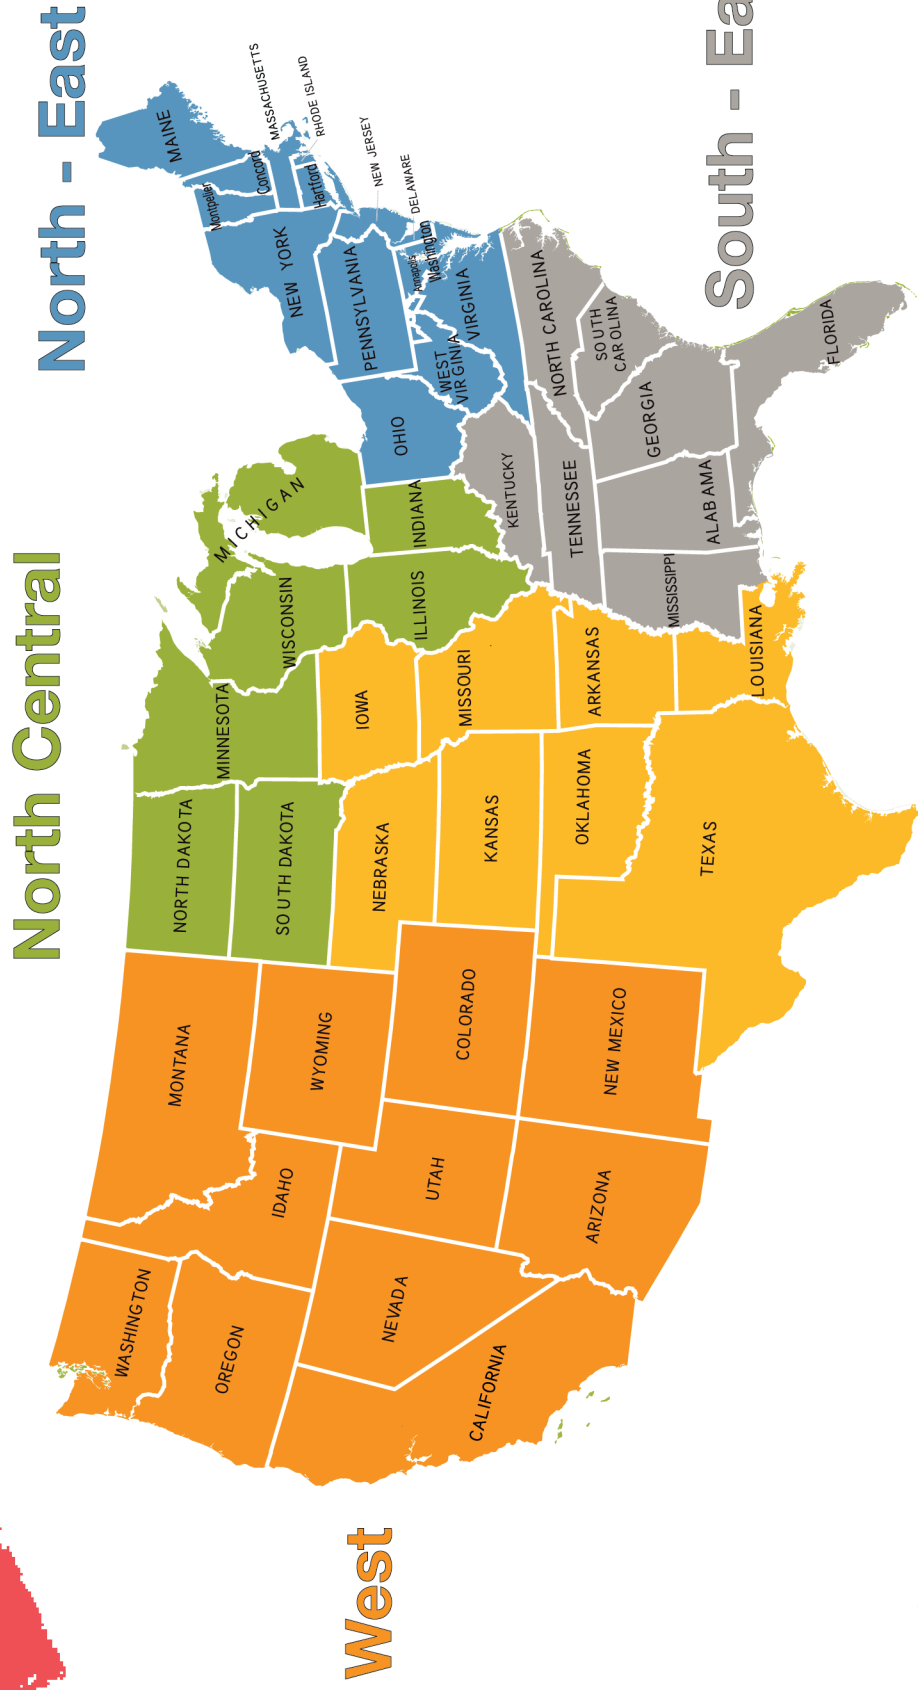 North - East
North Central
South - Ea
West
WASHINGTON
OREGON
CALIFORNIA
NEVADA
IDAHO
MONTANA
WYOMING
UTAH
ARIZONA
COLORADO
NEW MEXICO
NORTH DAKOTA
SOUTH DAKOTA
NEBRASKA
KANSAS
OKLAHOMA
TEXAS
MINNESOTA
IOWA
MISSOURI
ARKANSAS
LOUISIANA
WISCONSIN
ILLINOIS
MICHIGAN
INDIANA
OHIO
KENTUCKY
TENNESSEE
MISSISSIPPI
ALABAMA
GEORGIA
FLORIDA
SOUTH
CAROLINA
NORTH CAROLINA
WEST
VIRGINIA
VIRGINIA
PENNSYLVANIA
NEW YORK
Annapolis
Washington
DELAWARE
NEW JERSEY
Montpelier
Concord
Hartford
MASSACHUSETTS
RHODE ISLAND
MAINE